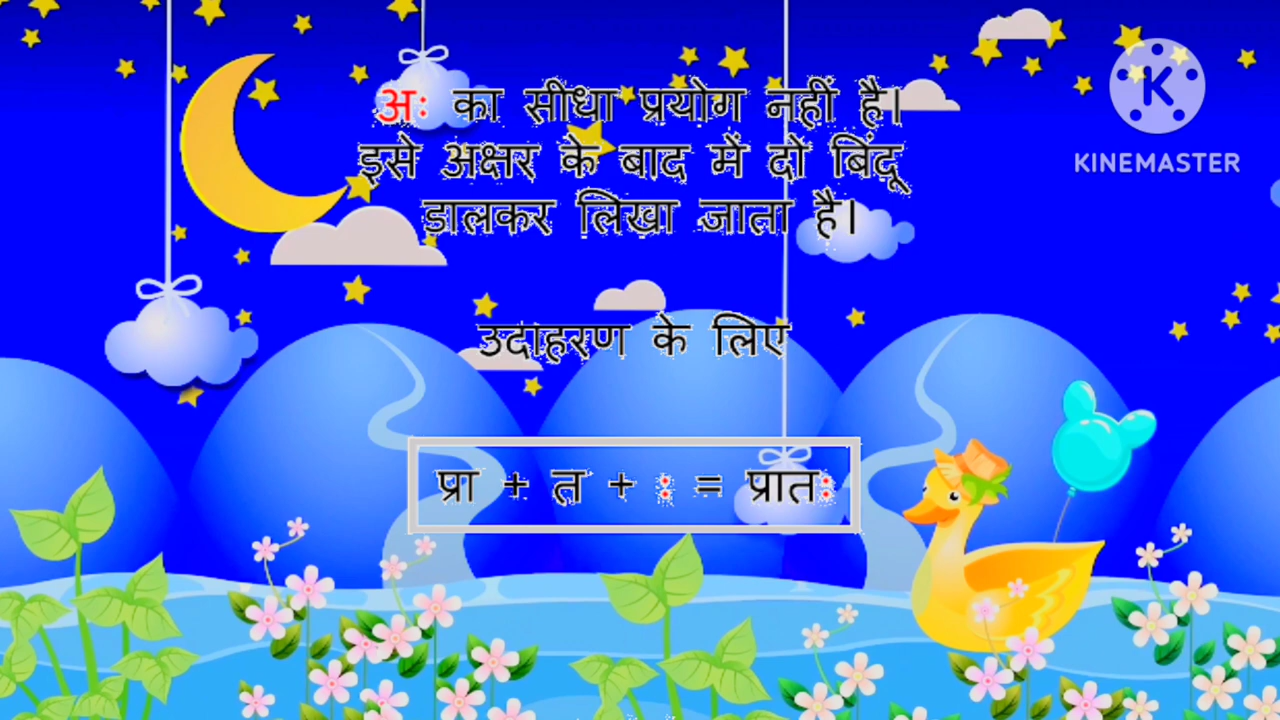 अः का सीधा प्रयोग नहीं है।
इसे अक्षर के बाद में दो बिंदू
डालकर लिखा जाता है।
उदाहरण के लिए
प्रा + त + : = प्रातः
K
KINEMASTER